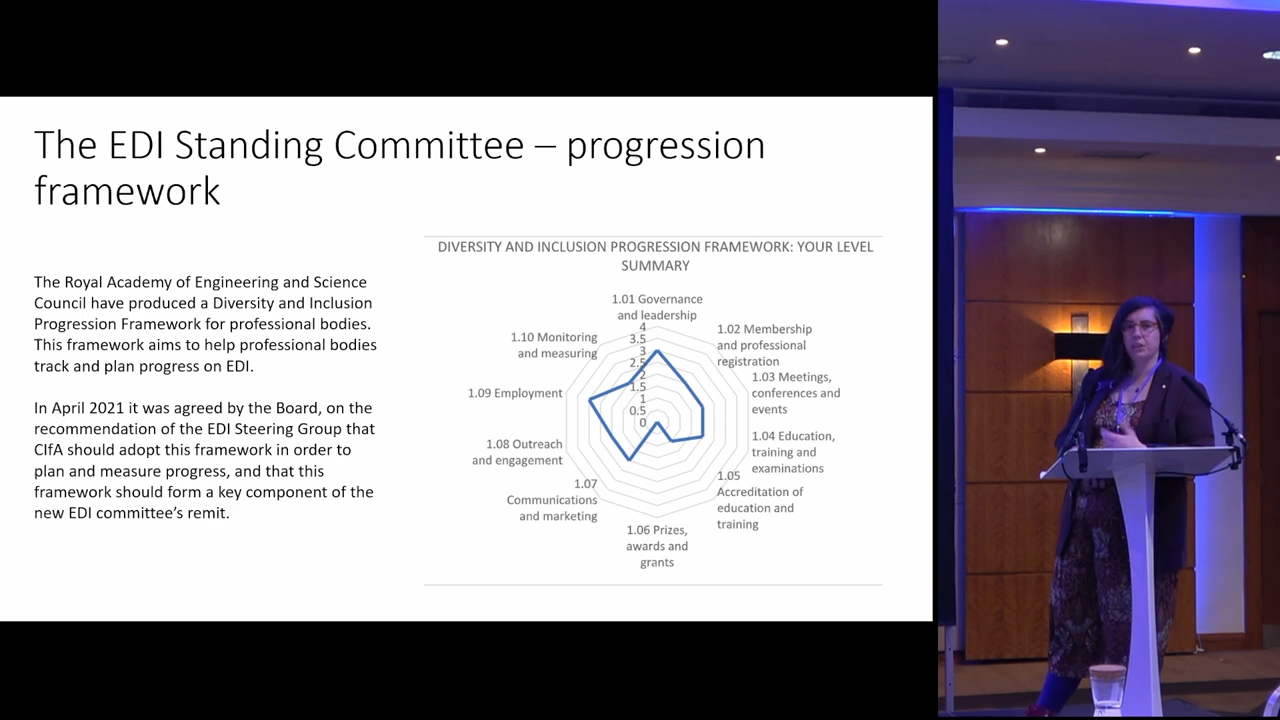 The EDI Standing Committee – progression
framework
The Royal Academy of Engineering and Science
Council have produced a Diversity and Inclusion
Progression Framework for professional bodies.
This framework aims to help professional bodies
track and plan progress on EDI.
In April 2021 it was agreed by the Board, on the
recommendation of the EDI Steering Group that
CIfA should adopt this framework in order to
plan and measure progress, and that this
framework should form a key component of the
new EDI committee’s remit.
DIVERSITY AND INCLUSION PROGRESSION FRAMEWORK: YOUR LEVEL
SUMMARY
1.01 Governance
and leadership
1.02 Membership
and professional
registration
1.03 Meetings,
conferences and
events
1.04 Education,
training and
examinations
1.05
Accreditation of
education and
training
1.06 Prizes,
awards and
grants
1.07
Communications
and marketing
1.08 Outreach
and engagement
1.09 Employment
1.10 Monitoring
and measuring
4
3.5
3
2.5
2
1.5
1
0.5
0